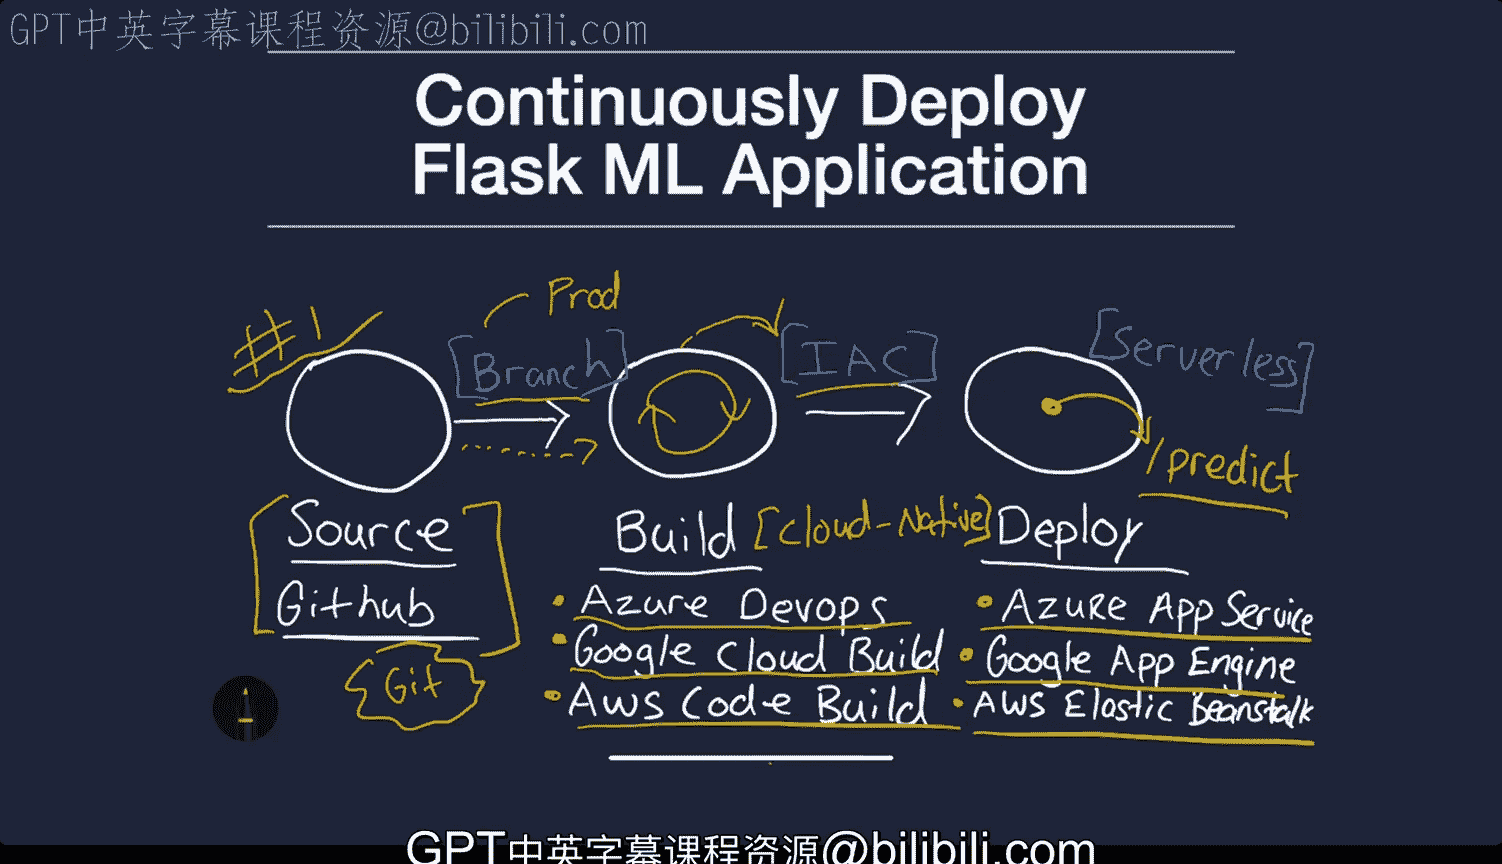 GPT中英字幕课程资源@bilibili.com
Continuously Deploy
Flask ML Application
#1
Prod
[Branch]
[IAC]
[Serverless]
/predict
Source
Github
Git
Build [Cloud-Native]
• Azure Devops
• Google Cloud Build
• AWS Code Build
Deploy
• AZURE APP Service
• Google App Engine
• AWS Elastic Beanstalk
GPT中英字幕课程资源@bilibili.com